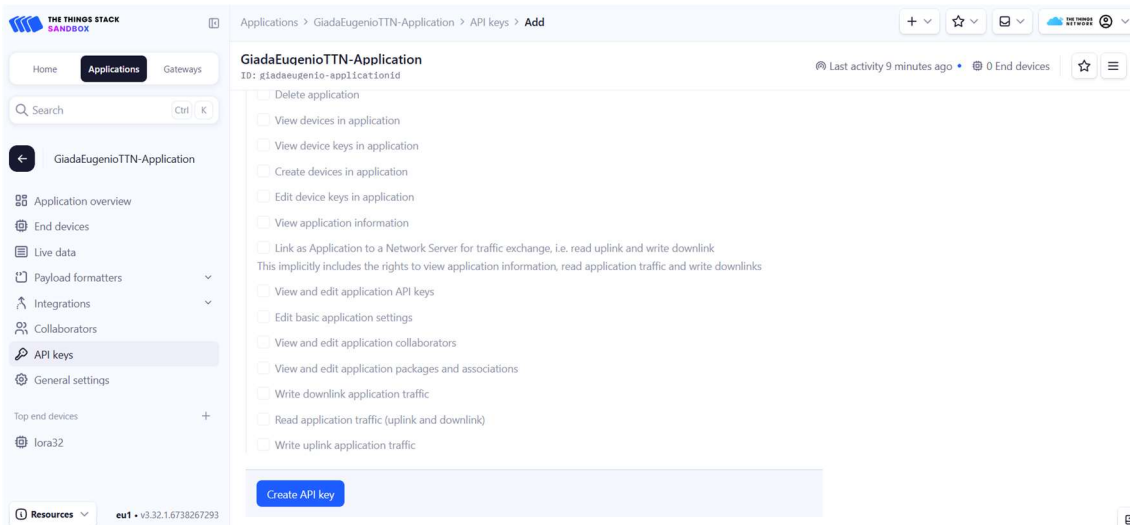 THE THINGS STACK
SANDBOX
Applications > GiadaEugenioTTN-Application > API keys > Add
THE THINGS NETWORK
Home Applications Gateways
GiadaEugenioTTN-Application
ID: giadaeugenio-applicationid
Last activity 9 minutes ago • 0 End devices
Search Ctrl K
GiadaEugenioTTN-Application
Application overview
End devices
Live data
Payload formatters
Integrations
Collaborators
API keys
General settings
Top end devices +
lora32
Resources eu1 • v3.32.1.6738267293
Delete application
View devices in application
View device keys in application
Create devices in application
Edit device keys in application
View application information
Link as Application to a Network Server for traffic exchange, i.e. read uplink and write downlink
This implicitly includes the rights to view application information, read application traffic and write downlinks
View and edit application API keys
Edit basic application settings
View and edit application collaborators
View and edit application packages and associations
Write downlink application traffic
Read application traffic (uplink and downlink)
Write uplink application traffic
Create API key